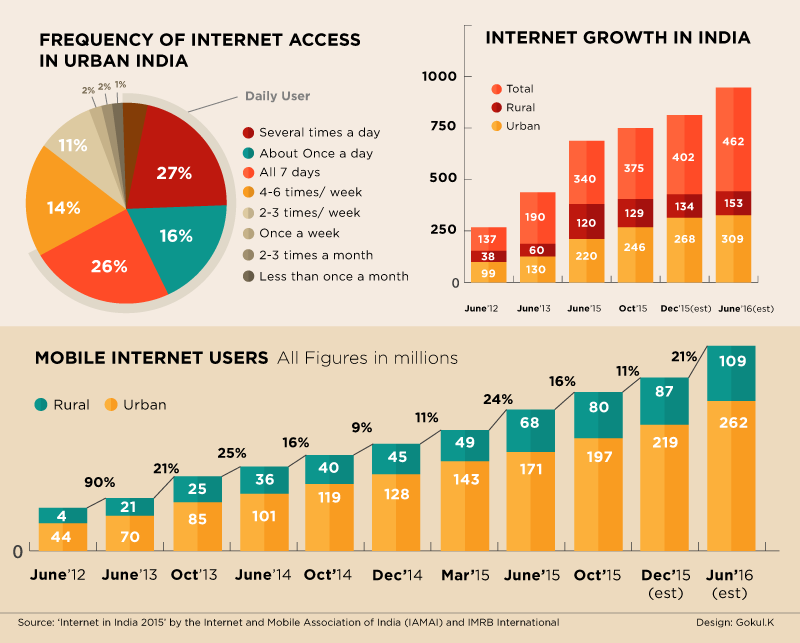 FREQUENCY OF INTERNET ACCESS
IN URBAN INDIA
2% 2% 1%
Daily User
11%
27%
14%
16%
26%
Several times a day
About Once a day
All 7 days
4-6 times/ week
2-3 times/ week
Once a week
2-3 times a month
Less than once a month
INTERNET GROWTH IN INDIA
Total
Rural
Urban
1000
750
500
250
0
137 190 340 375 402 462
38 60 120 129 134 153
99 130 220 246 268 309
June'12 June'13 June'15 Oct'15 Dec'15(est) June'16(est)
MOBILE INTERNET USERS All Figures in millions
Rural Urban
90% 21% 25% 16% 9% 11% 24% 16% 11% 21%
4 21 25 36 40 45 49 68 80 87 109
44 70 85 101 119 128 143 171 197 219 262
0
June'12 June'13 Oct'13 June'14 Oct'14 Dec'14 Mar'15 June'15 Oct'15 Dec'15 Jun'16
(est) (est)
Source: 'Internet in India 2015' by the Internet and Mobile Association of India (IAMAI) and IMRB International
Design: Gokul.K